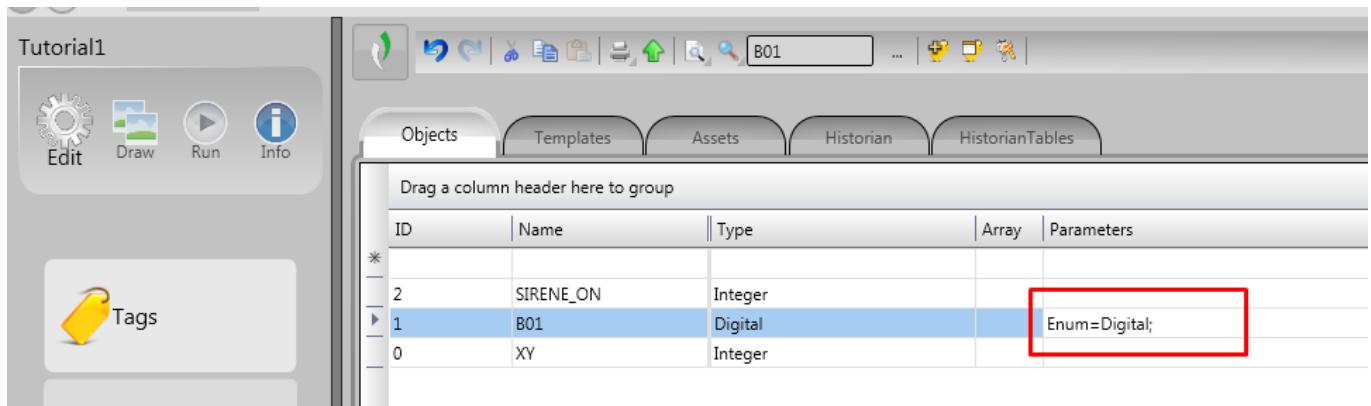 Tutorial1
Edit Draw Run Info
Tags
B01 ...
Objects Templates Assets Historian HistorianTables
Drag a column header here to group
ID Name Type Array Parameters
2 SIRENE_ON Integer
1 B01 Digital Enum=Digital;
0 XY Integer